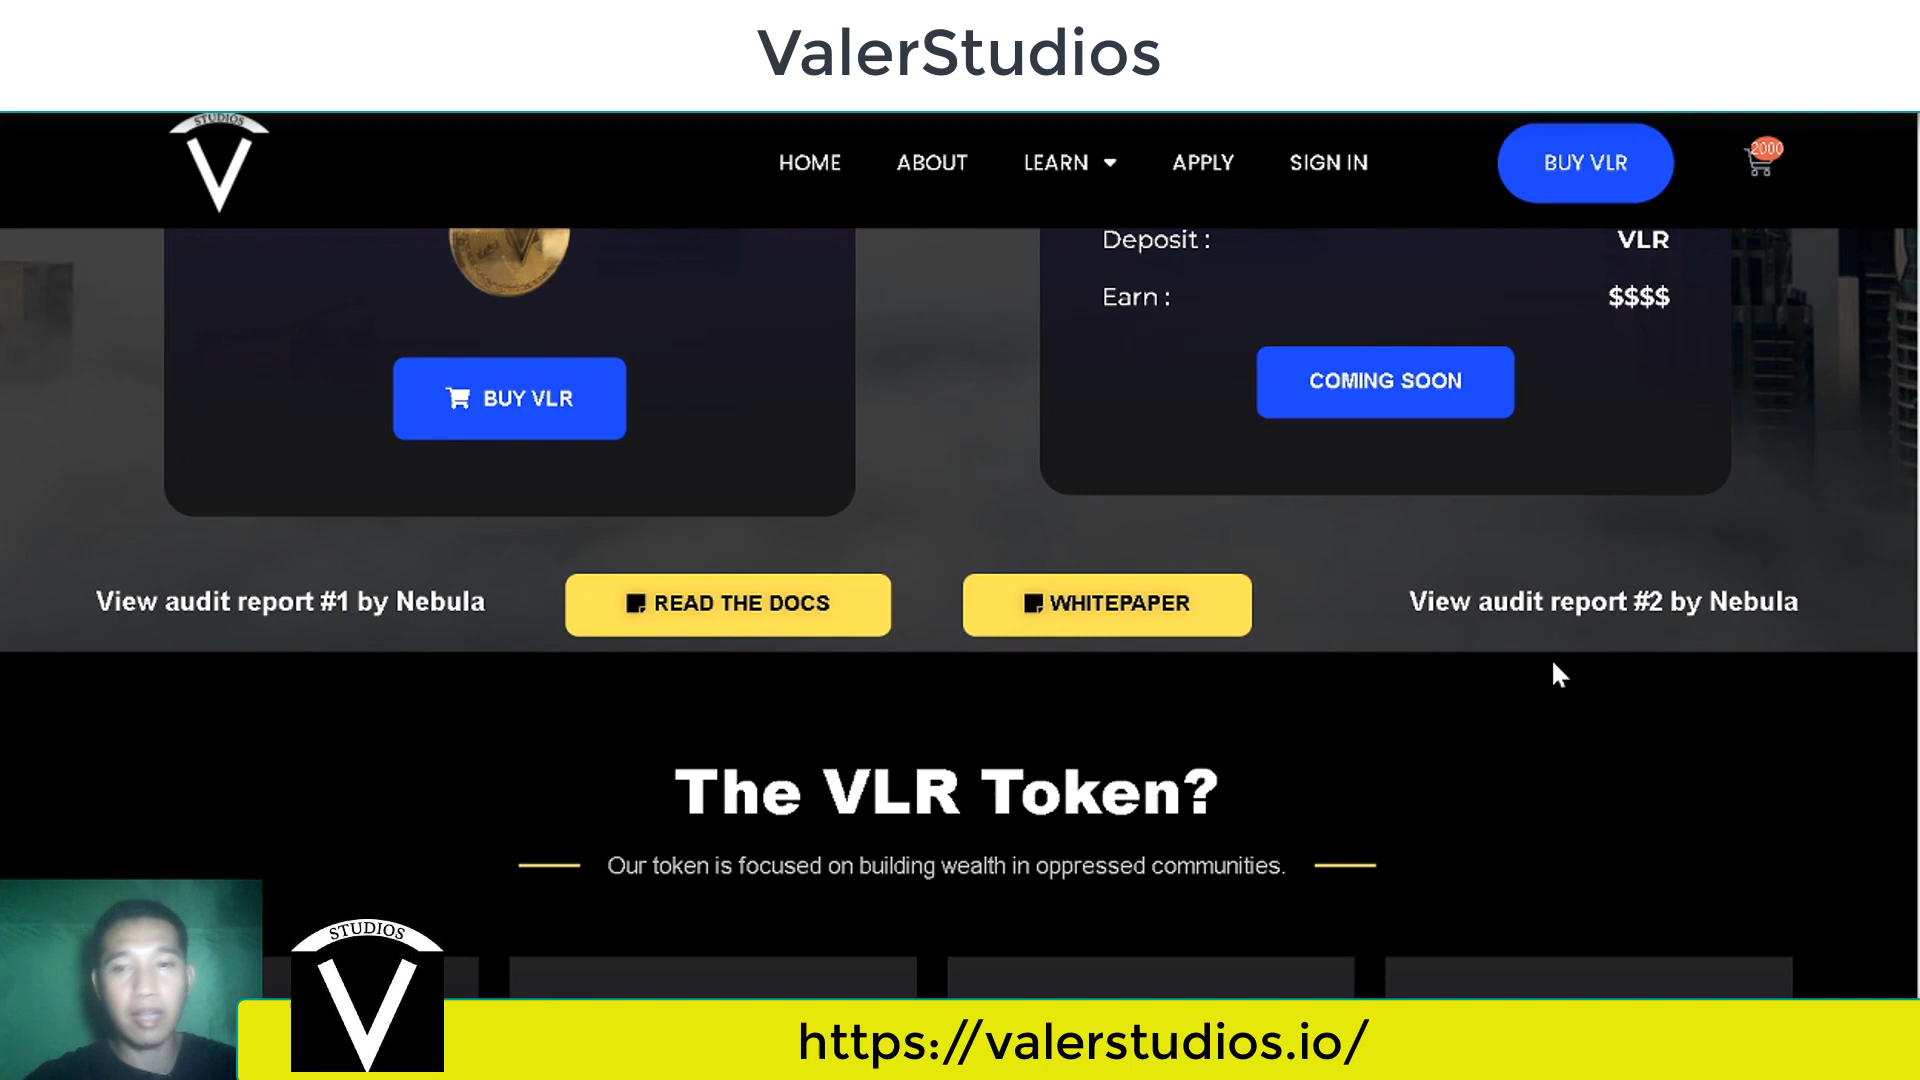 ValerStudios
STUDIOS
V
HOME ABOUT LEARN APPLY SIGN IN BUY VLR 2000
Deposit : VLR
Earn : $$$$
BUY VLR
COMING SOON
View audit report #1 by Nebula
READ THE DOCS
WHITEPAPER
View audit report #2 by Nebula
The VLR Token?
Our token is focused on building wealth in oppressed communities.
STUDIOS
V
https://valerstudios.io/